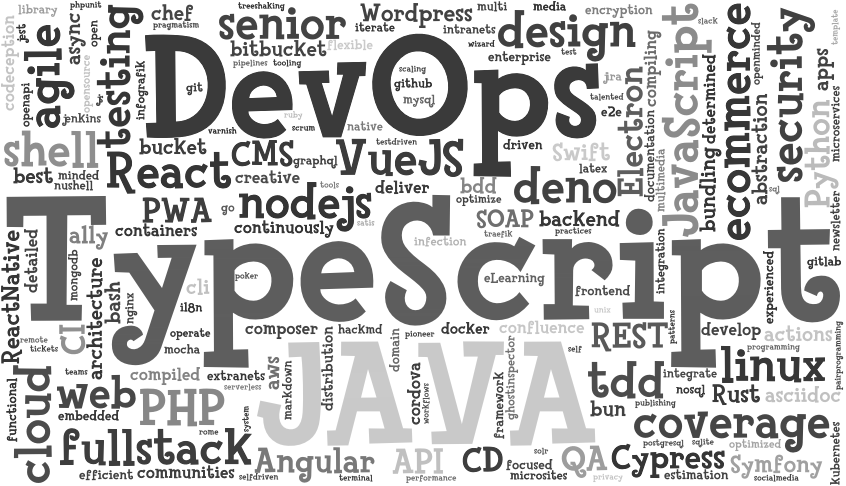 library
phpunit
chef
pragmatism
treeshaking
senior
Wordpress
iterate
intranets
multi
media
design
encryption
slack
JavaScript
ecommerce
openminded
security
template
apps
microservices
codeception
jest
openapi
agile
async
open
opensource
jenkins
testing
infografik
DevOps
git
bitbucket
flexible
pipeliner
tooling
scaling
github
mysql
wizard
enterprise
test
jira
talented
e2e
Electron
documentation
compiling
multimedia
bundling
determined
abstraction
sql
Python
newsletter
shell
best
minded
nushell
bucket
varnish
ruby
scrum
native
React
CMS
graphql
creative
tools
testdriven
VueJS
deliver
driven
Swift
latex
bdd
optimize
deno
PWA
go
nodejs
containers
continuously
satis
SOAP
backend
traefik
practices
infection
TypeScript
ReactNative
detailed
mongodb
ally
poker
eLearning
frontend
integration
experienced
gitlab
remote
tickets
CI
architecture
bash
nginx
cli
i18n
operate
mocha
composer
hackmd
pioneer
docker
confluence
unix
REST
patterns
develop
actions
programming
pairprogramming
self
domain
teams
compiled
extranets
serverless
aws
markdown
distribution
JAVA
cordova
workflows
framework
ghostinspector
tdd
integrate
nosql
linux
Rust
asciidoc
functional
cloud
web
embedded
PHP
rome
system
bun
publishing
coverage
kubernetes
fullstack
efficient
communities
selfdriven
Angular
terminal
API
performance
CD
focused
microsites
solr
QA
privacy
Cypress
postgresql
sqlite
estimation
optimized
Symfony
socialmedia